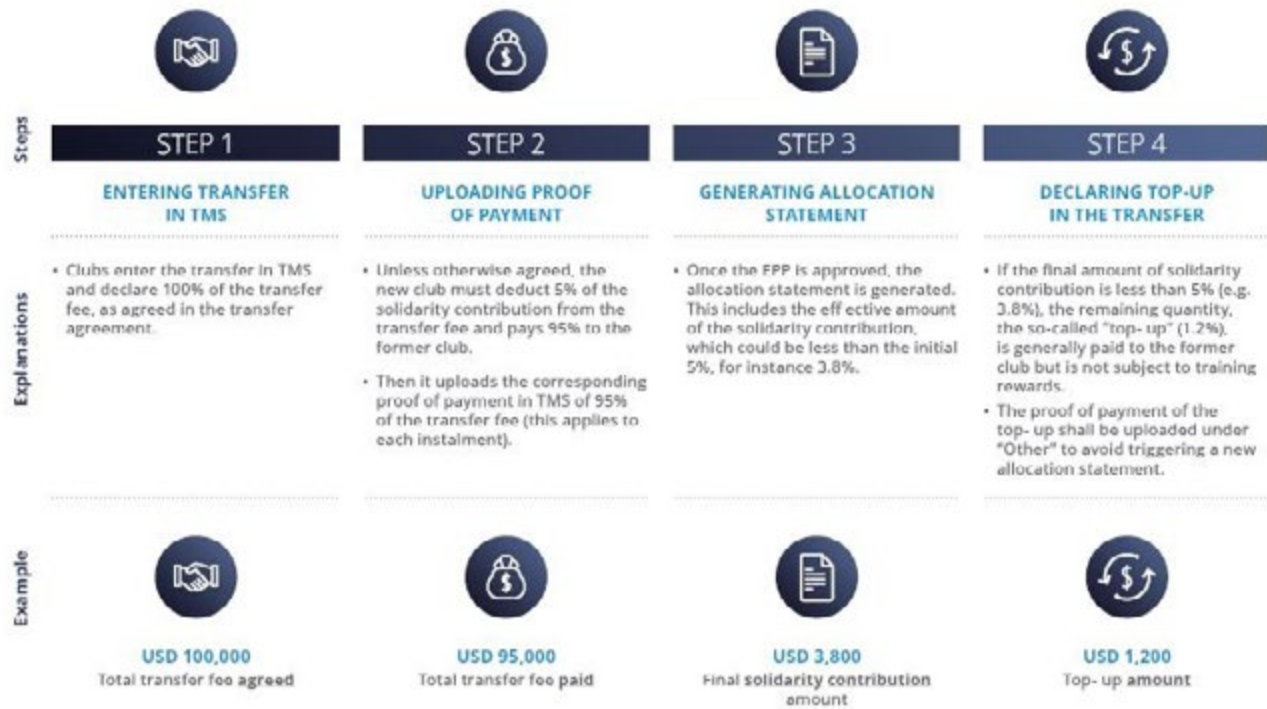 Steps
STEP 1
STEP 2
STEP 3
STEP 4
ENTERING TRANSFER
IN TMS
UPLOADING PROOF
OF PAYMENT
GENERATING ALLOCATION
STATEMENT
DECLARING TOP-UP
IN THE TRANSFER
Explanations
• Clubs enter the transfer in TMS
and declare 100% of the transfer
fee, as agreed in the transfer
agreement.
• Unless otherwise agreed, the
new club must deduct 5% of the
solidarity contribution from the
transfer fee and pays 95% to the
former club.
• Then it uploads the corresponding
proof of payment in TMS of 95%
of the transfer fee (this applies to
each instalment).
• Once the EPP is approved, the
allocation statement is generated.
This includes the eff ective amount
of the solidarity contribution,
which could be less than the initial
5%, for instance 3.8%.
• If the final amount of solidarity
contribution is less than 5% (e.g.
3.8%), the remaining quantity,
the so-called "top- up" (1.2%),
is generally paid to the former
club but is not subject to training
rewards.
• The proof of payment of the
top- up shall be uploaded under
"Other" to avoid triggering a new
allocation statement.
Example
USD 100,000
Total transfer fee agreed
USD 95,000
Total transfer fee paid
USD 3,800
Final solidarity contribution
amount
USD 1,200
Top- up amount